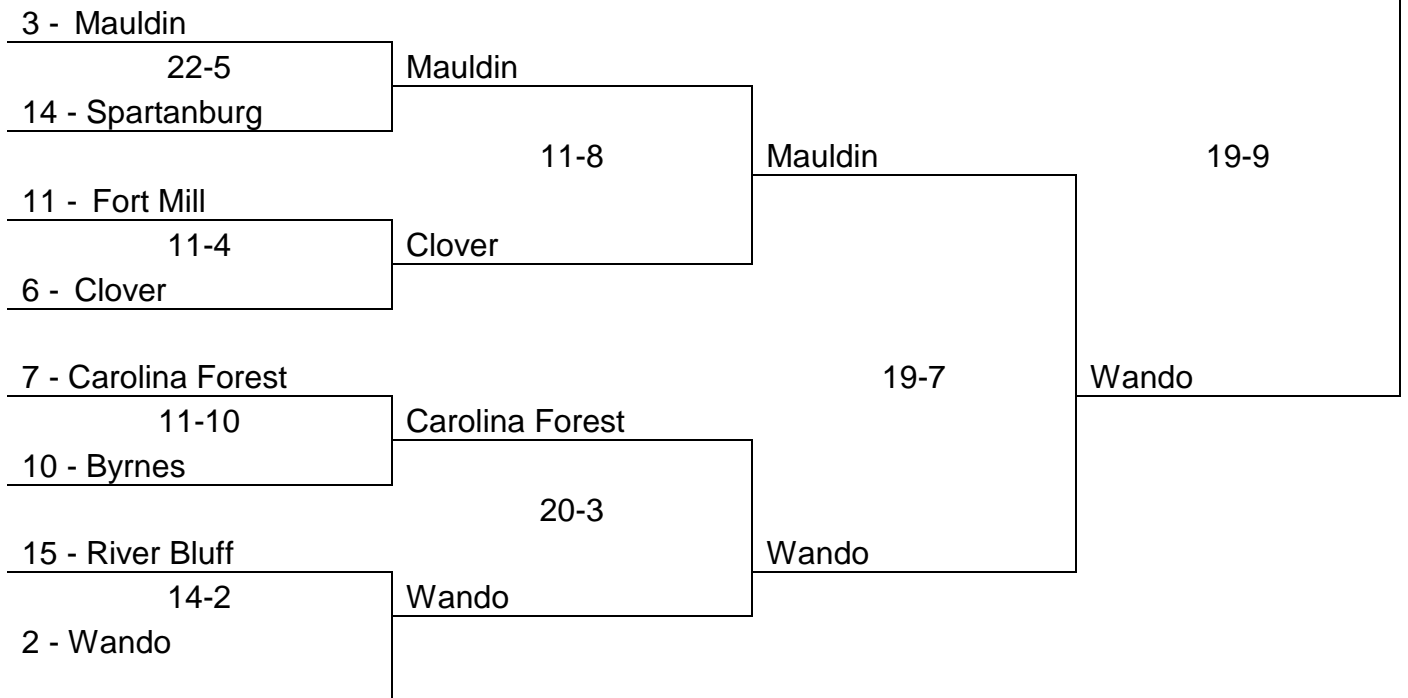 3 - Mauldin
22-5 Mauldin
14 - Spartanburg
11-8 Mauldin 19-9
11 - Fort Mill
11-4 Clover
6 - Clover
7 - Carolina Forest 19-7 Wando
11-10 Carolina Forest
10 - Byrnes
20-3
15 - River Bluff Wando
14-2 Wando
2 - Wando